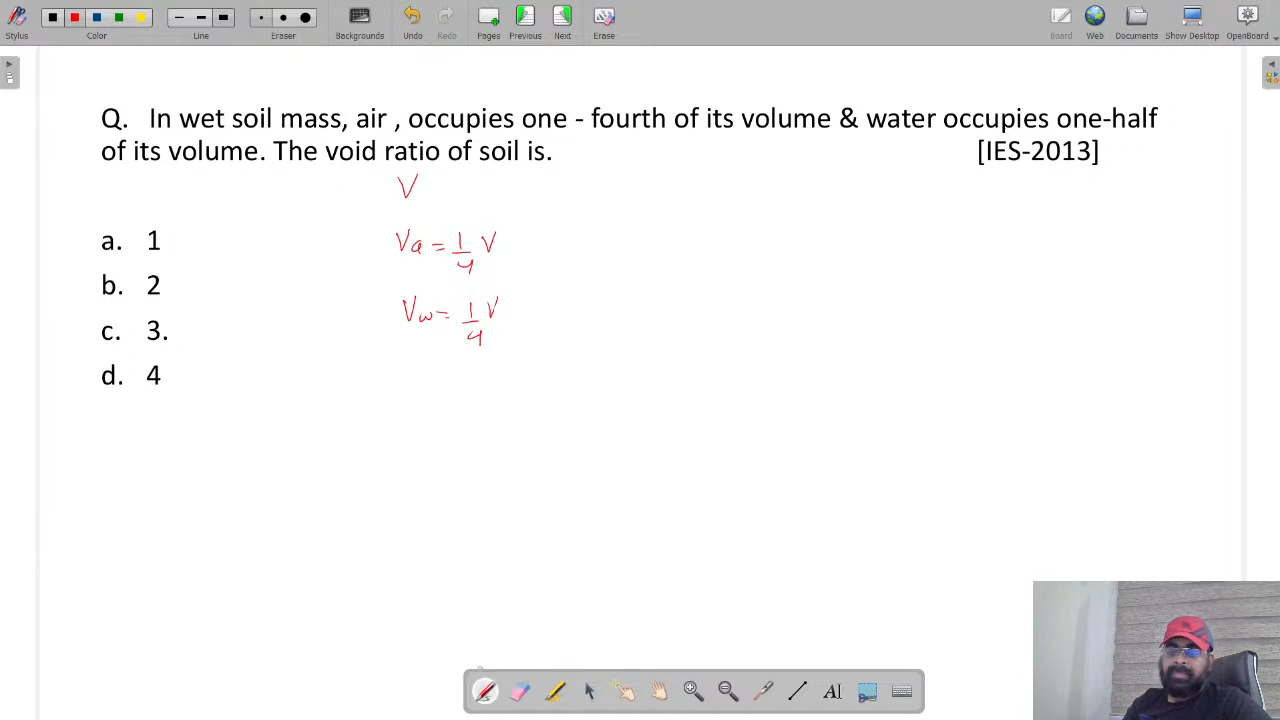 Stylus Color Line Eraser Backgrounds Undo Redo Pages Previous Next Erase Board Web Documents Show Desktop OpenBoard
Q. In wet soil mass, air , occupies one - fourth of its volume & water occupies one-half
of its volume. The void ratio of soil is. [IES-2013]
V
a. 1
Va = 1/4 V
b. 2
Vw = 1/4 V
c. 3.
d. 4
AI